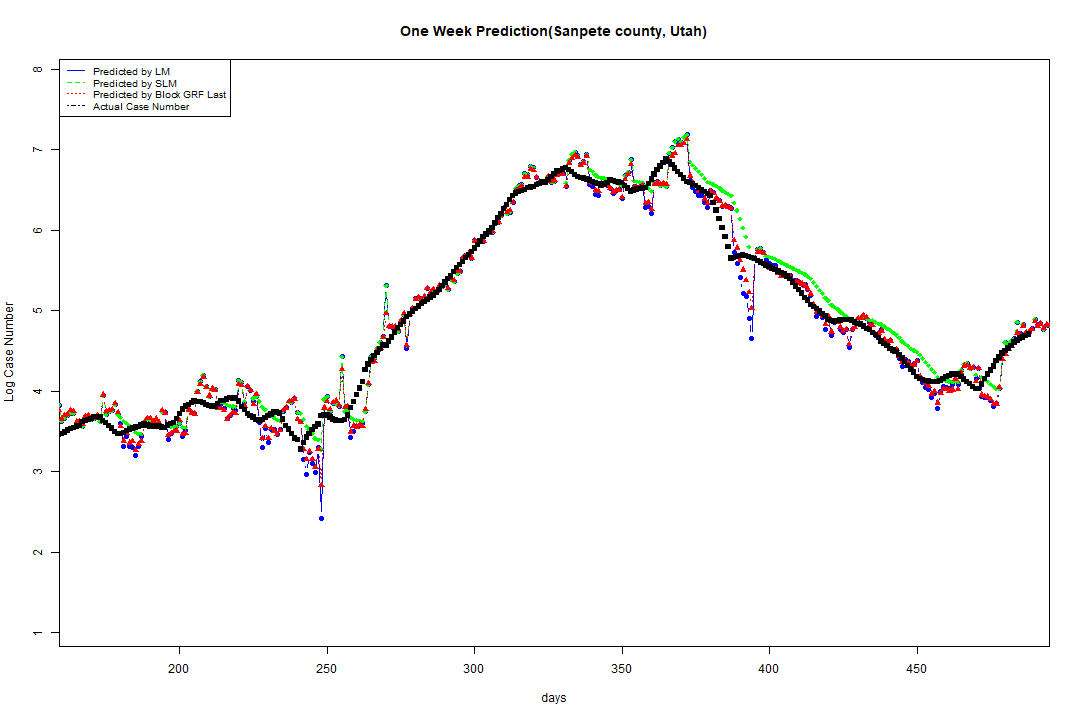 One Week Prediction(Sanpete county, Utah)
Predicted by LM
Predicted by SLM
Predicted by Block GRF Last
Actual Case Number
8
7
6
5
4
3
2
1
Log Case Number
200
250
300
350
400
450
days